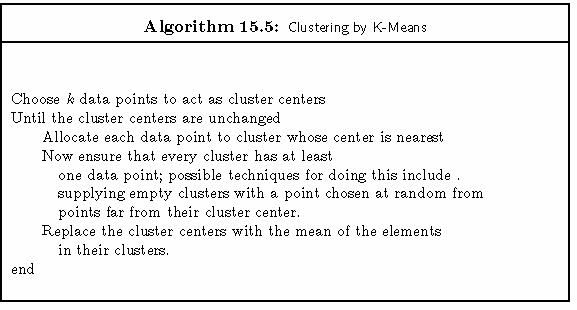 Algorithm 15.5: Clustering by K-Means
Choose k data points to act as cluster centers
Until the cluster centers are unchanged
Allocate each data point to cluster whose center is nearest
Now ensure that every cluster has at least
one data point; possible techniques for doing this include .
supplying empty clusters with a point chosen at random from
points far from their cluster center.
Replace the cluster centers with the mean of the elements
in their clusters.
end